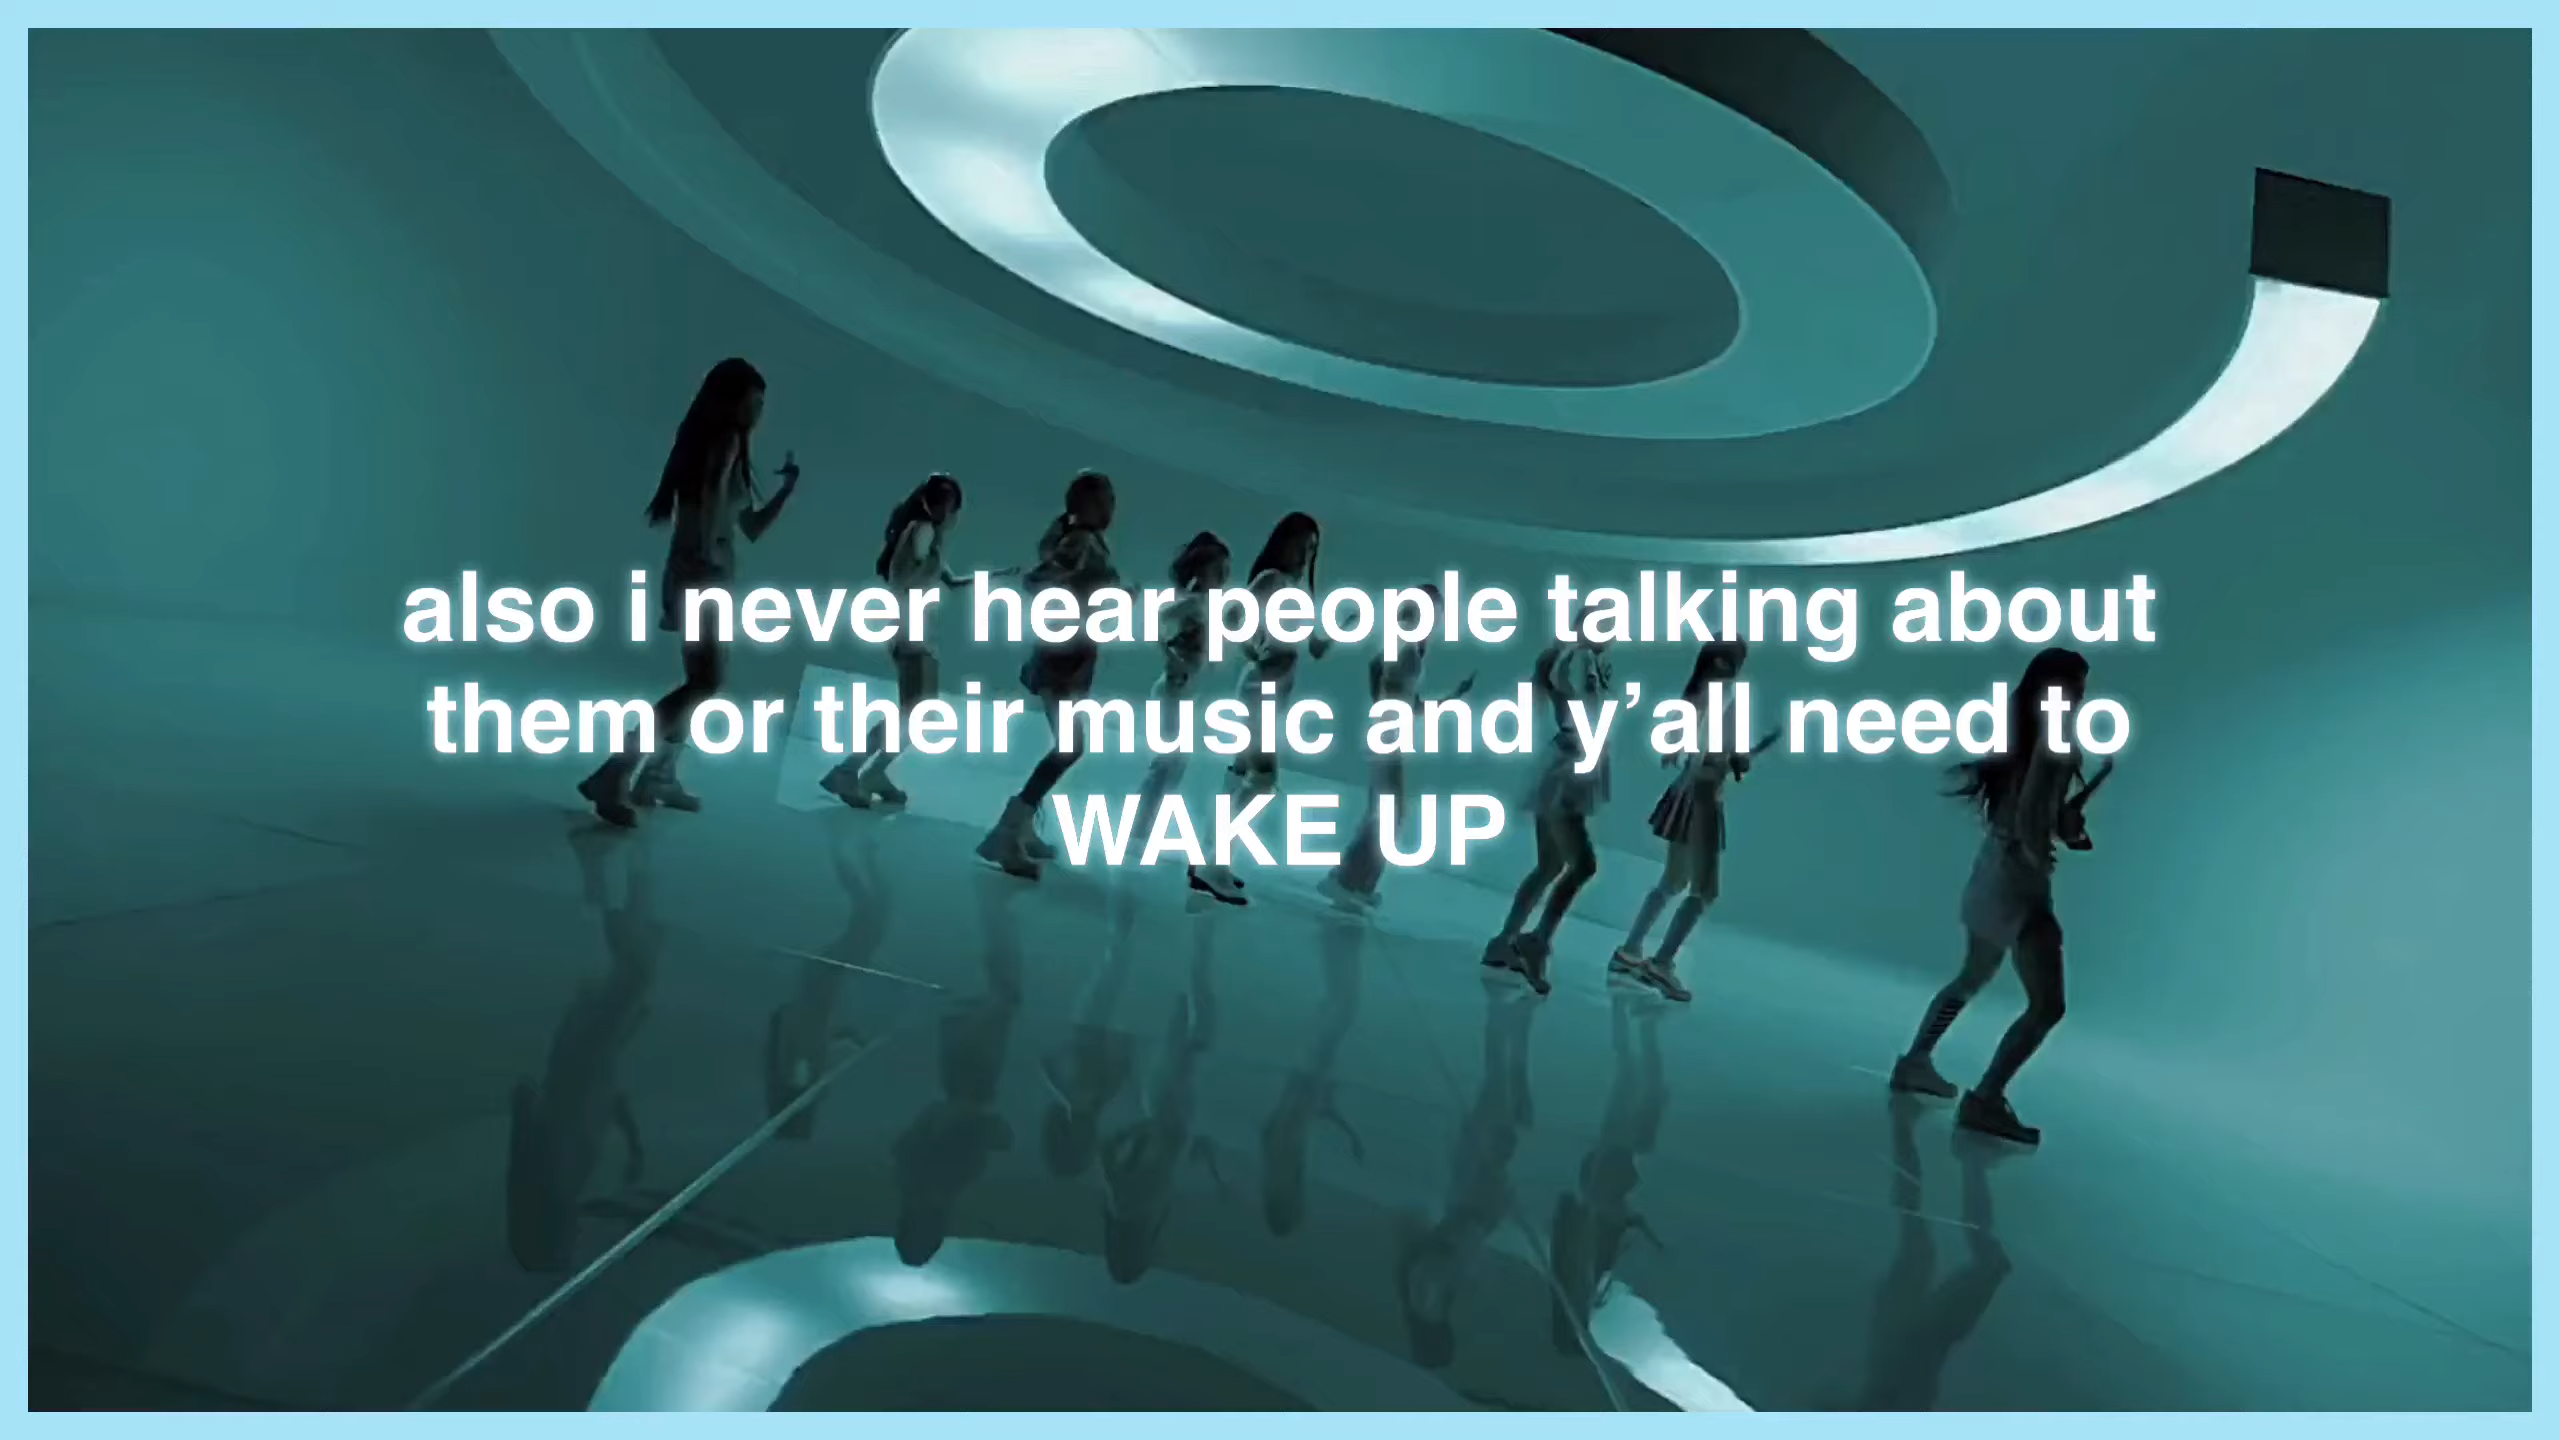 also i never hear people talking about
them or their music and y’all need to
WAKE UP